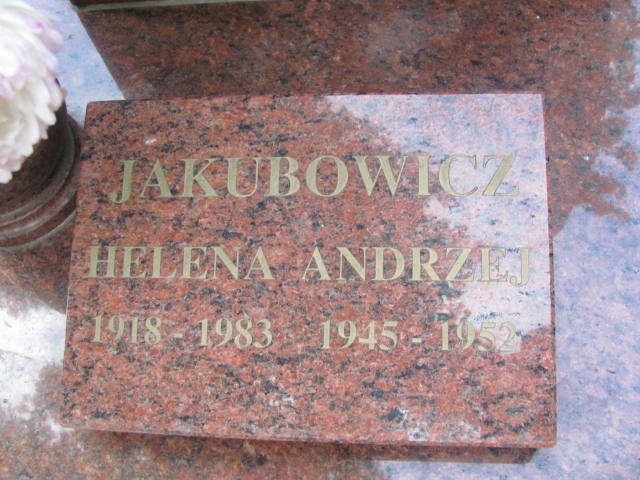 JAKUBOWICZ
HELENA ANDRZEJ
1918 - 1983 1945 - 1952